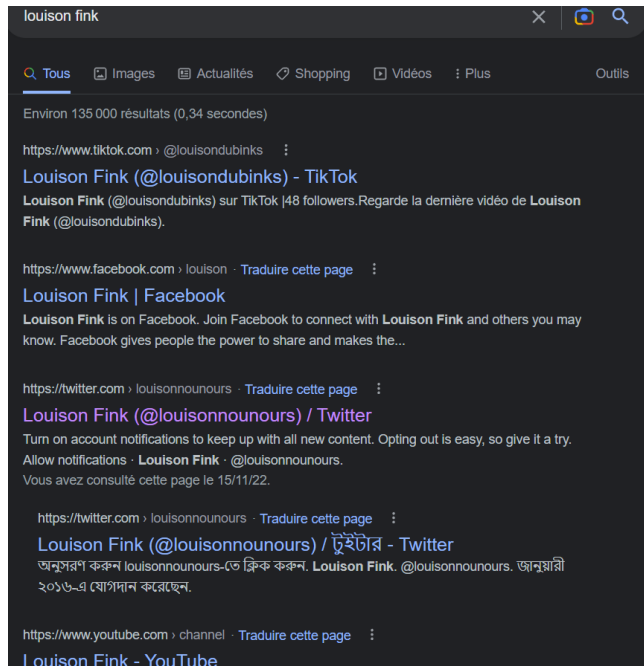 louison fink
Tous Images Actualités Shopping Vidéos Plus Outils
Environ 135 000 résultats (0,34 secondes)
https://www.tiktok.com › @louisondubinks
Louison Fink (@louisondubinks) - TikTok
Louison Fink (@louisondubinks) sur TikTok |48 followers.Regarde la dernière vidéo de Louison
Fink (@louisondubinks).
https://www.facebook.com › louison · Traduire cette page
Louison Fink | Facebook
Louison Fink is on Facebook. Join Facebook to connect with Louison Fink and others you may
know. Facebook gives people the power to share and makes the...
https://twitter.com › louisonnounours · Traduire cette page
Louison Fink (@louisonnounours) / Twitter
Turn on account notifications to keep up with all new content. Opting out is easy, so give it a try.
Allow notifications · Louison Fink · @louisonnounours.
Vous avez consulté cette page le 15/11/22.
https://twitter.com › louisonnounours · Traduire cette page
Louison Fink (@louisonnounours) / টুইটার - Twitter
অনুসরণ করুন louisonnounours-তে ক্লিক করুন. Louison Fink. @louisonnounours. জানুয়ারী
২০১৬-এ যোগদান করেছেন.
https://www.youtube.com › channel · Traduire cette page
Louison Fink - YouTube